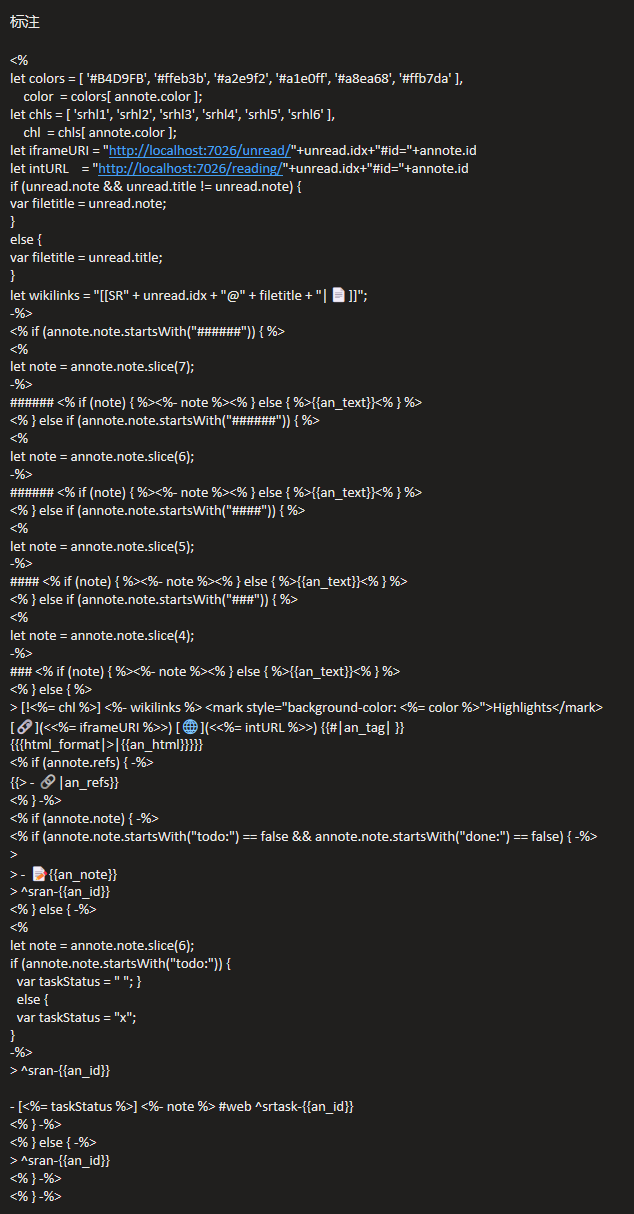 标注
<%
let colors = [ '#B4D9FB', '#ffeb3b', '#a2e9f2', '#a1e0ff', '#a8ea68', '#ffb7da' ],
    color  = colors[ annote.color ];
let chls = [ 'srhl1', 'srhl2', 'srhl3', 'srhl4', 'srhl5', 'srhl6' ],
    chl  = chls[ annote.color ];
let iframeURI = "http://localhost:7026/unread/"+unread.idx+"#id="+annote.id
let intURL    = "http://localhost:7026/reading/"+unread.idx+"#id="+annote.id
if (unread.note && unread.title != unread.note) {
var filetitle = unread.note;
}
else {
var filetitle = unread.title;
}
let wikilinks = "[[SR" + unread.idx + "@" + filetitle + "|📄]]";
-%>
<% if (annote.note.startsWith("######")) { %>
<%
let note = annote.note.slice(7);
-%>
###### <% if (note) { %><%- note %><% } else { %>{{an_text}}<% } %>
<% } else if (annote.note.startsWith("######")) { %>
<%
let note = annote.note.slice(6);
-%>
###### <% if (note) { %><%- note %><% } else { %>{{an_text}}<% } %>
<% } else if (annote.note.startsWith("####")) { %>
<%
let note = annote.note.slice(5);
-%>
#### <% if (note) { %><%- note %><% } else { %>{{an_text}}<% } %>
<% } else if (annote.note.startsWith("###")) { %>
<%
let note = annote.note.slice(4);
-%>
### <% if (note) { %><%- note %><% } else { %>{{an_text}}<% } %>
<% } else { %>
> [!<%= chl %>] <%- wikilinks %> <mark style="background-color: <%= color %>">Highlights</mark>
[🔗](<<%= iframeURI %>>) [🌐](<<%= intURL %>>) {{#|an_tag| }}
{{{html_format|>|{{an_html}}}}}
<% if (annote.refs) { -%>
{{> - 🔗|an_refs}}
<% } -%>
<% if (annote.note) { -%>
<% if (annote.note.startsWith("todo:") == false && annote.note.startsWith("done:") == false) { -%>
>
> - 📝{{an_note}}
> ^sran-{{an_id}}
<% } else { -%>
<%
let note = annote.note.slice(6);
if (annote.note.startsWith("todo:")) {
  var taskStatus = " "; }
  else {
  var taskStatus = "x";
}
-%>
> ^sran-{{an_id}}
- [<%= taskStatus %>] <%- note %> #web ^srtask-{{an_id}}
<% } -%>
<% } else { -%>
> ^sran-{{an_id}}
<% } -%>
<% } -%>